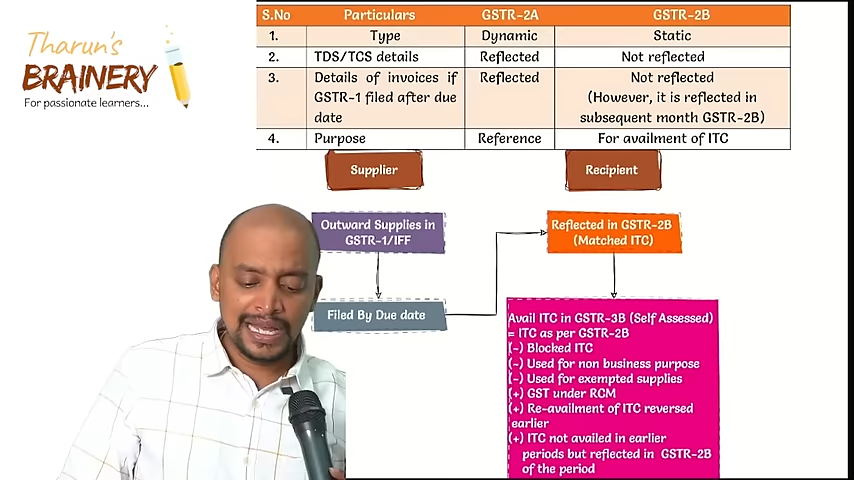 Tharun's
BRAINERY
For passionate learners...
S.No Particulars GSTR-2A GSTR-2B
1. Type Dynamic Static
2. TDS/TCS details Reflected Not reflected
3. Details of invoices if Reflected Not reflected
GSTR-1 filed after due (However, it is reflected in
date subsequent month GSTR-2B)
4. Purpose Reference For availment of ITC
Supplier Recipient
Outward Supplies in
GSTR-1/IFF
Reflected in GSTR-2B
(Matched ITC)
Filed By Due date
Avail ITC in GSTR-3B (Self Assessed)
= ITC as per GSTR-2B
(-) Blocked ITC
(-) Used for non business purpose
(-) Used for exempted supplies
(+) GST under RCM
(+) Re-availment of ITC reversed
earlier
(+) ITC not availed in earlier
periods but reflected in GSTR-2B
of the period